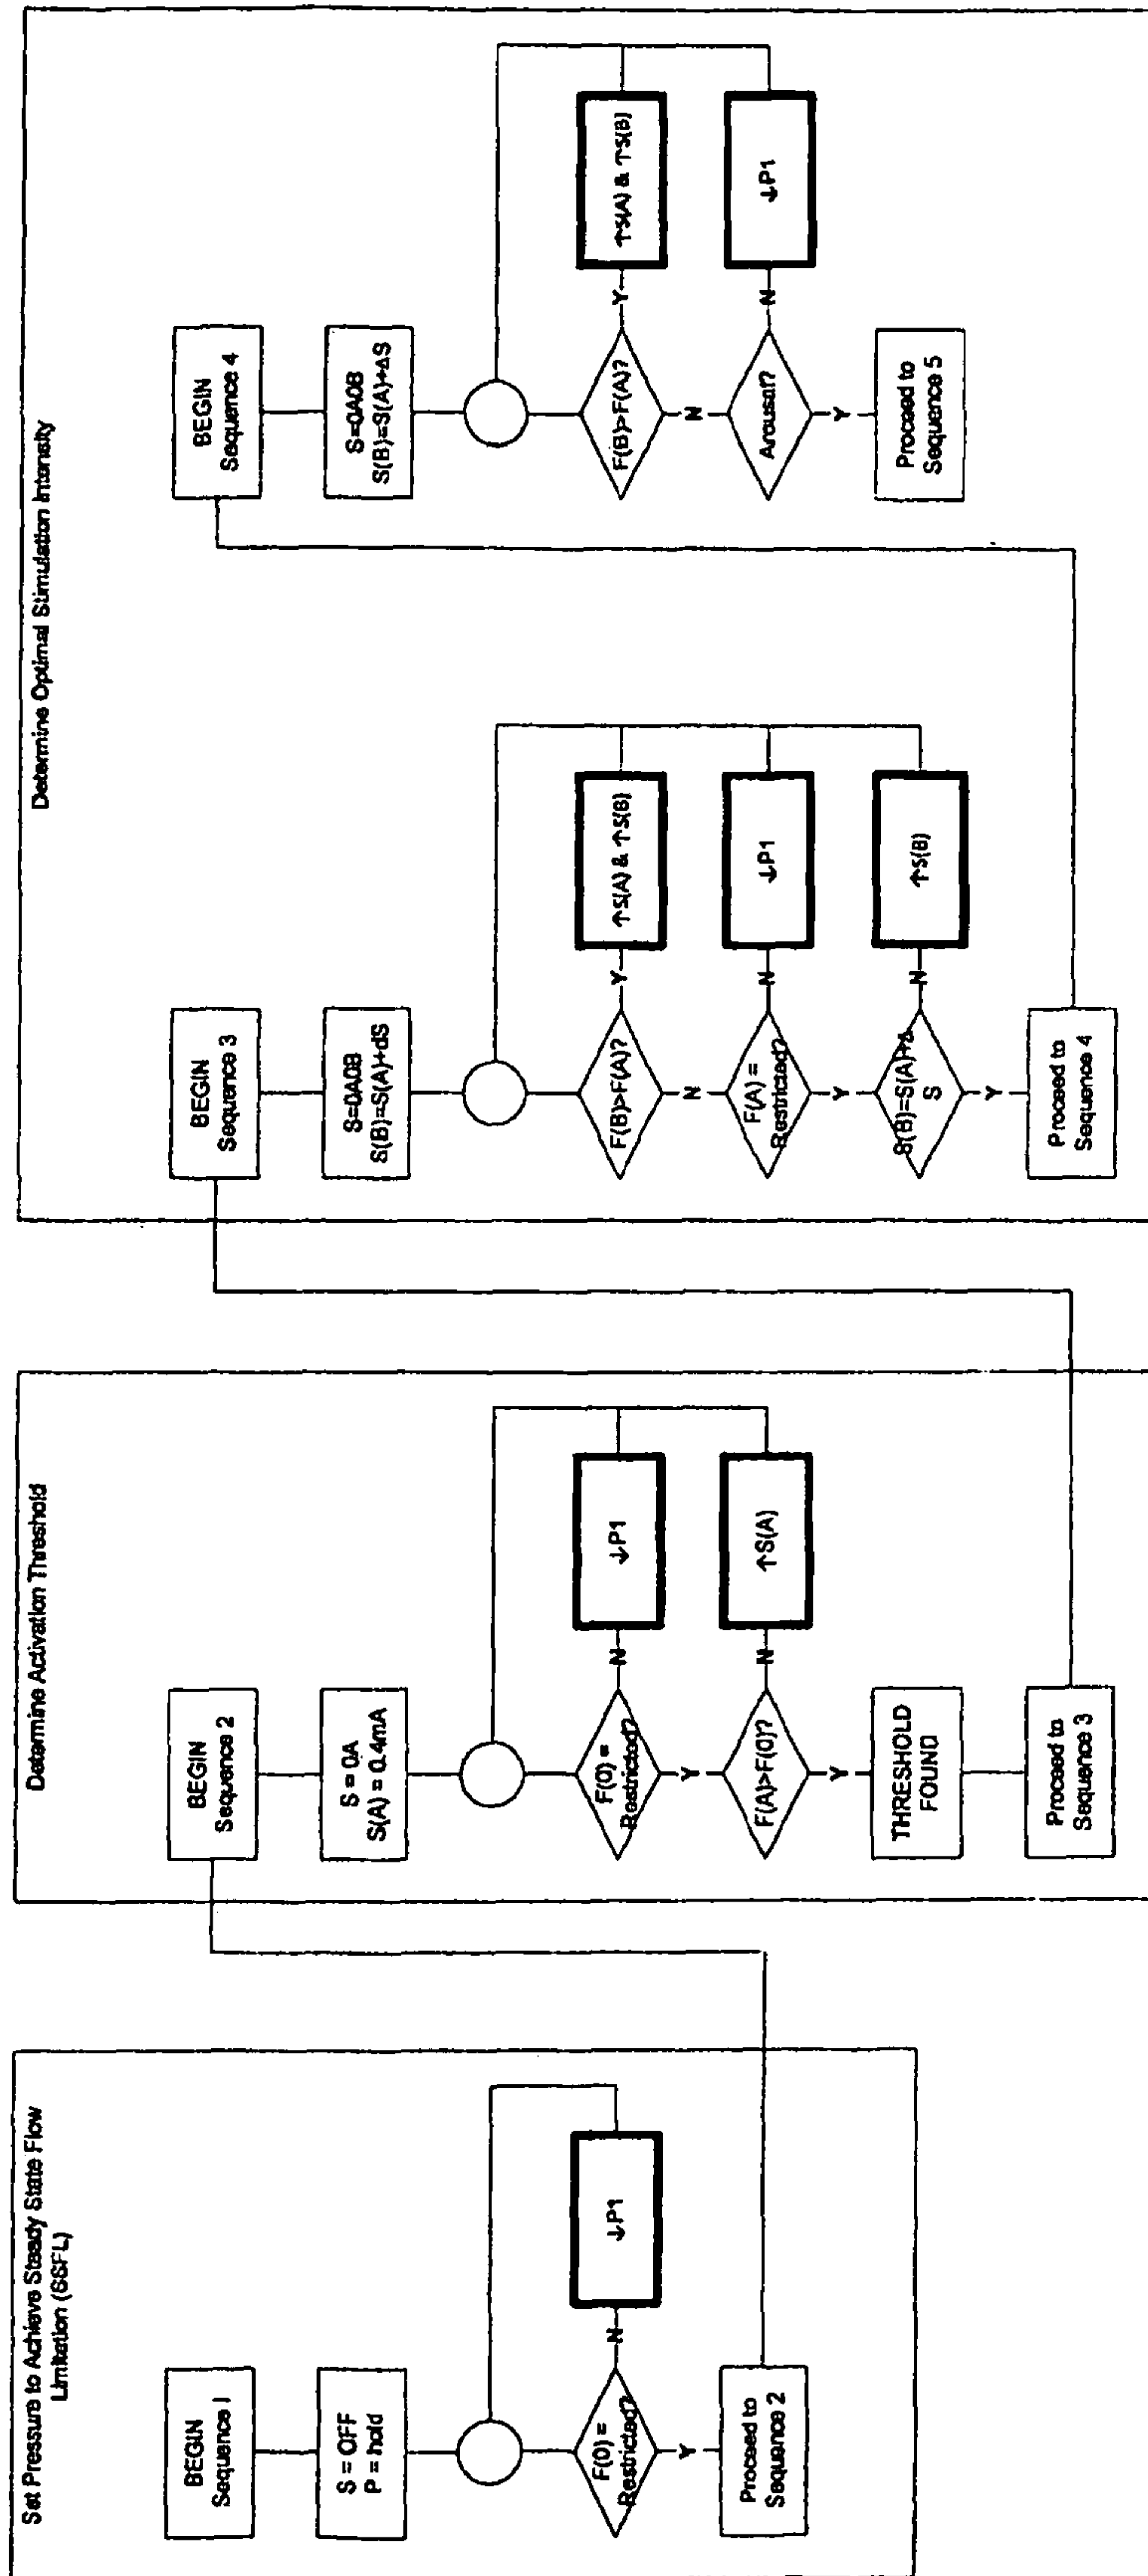 Set Pressure to Achieve Steady State Flow
Limitation (SSFL)
BEGIN
Sequence 1
S = OFF
P = hold
F(0) =
Restricted?
N
↓P1
Y
Proceed to
Sequence 2
Determine Activation Threshold
BEGIN
Sequence 2
S = 0A
S(A) = 0.4mA
F(0) =
Restricted?
N
↓P1
Y
F(A)>F(0)?
N
↑S(A)
Y
THRESHOLD
FOUND
Proceed to
Sequence 3
Determine Optimal Stimulation Intensity
BEGIN
Sequence 3
S=0A0B
S(B)=S(A)+dS
F(B)>F(A)?
Y
↑S(A) & ↑S(B)
N
F(A) =
Restricted?
N
↓P1
Y
S(B)=S(A)+Δ
S
N
↑S(B)
Y
Proceed to
Sequence 4
BEGIN
Sequence 4
S=0A0B
S(B)=S(A)+ΔS
F(B)>F(A)?
Y
↑S(A) & ↑S(B)
N
Arousal?
N
↓P1
Y
Proceed to
Sequence 5